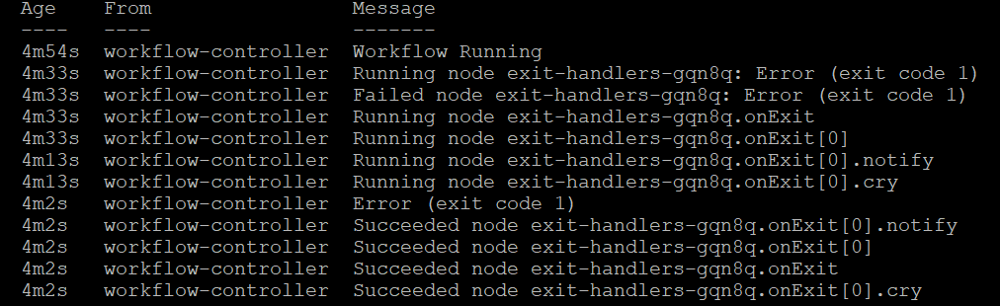 Age From Message
---- ---- -------
4m54s workflow-controller Workflow Running
4m33s workflow-controller Running node exit-handlers-gqn8q: Error (exit code 1)
4m33s workflow-controller Failed node exit-handlers-gqn8q: Error (exit code 1)
4m33s workflow-controller Running node exit-handlers-gqn8q.onExit
4m33s workflow-controller Running node exit-handlers-gqn8q.onExit[0]
4m13s workflow-controller Running node exit-handlers-gqn8q.onExit[0].notify
4m13s workflow-controller Running node exit-handlers-gqn8q.onExit[0].cry
4m2s workflow-controller Error (exit code 1)
4m2s workflow-controller Succeeded node exit-handlers-gqn8q.onExit[0].notify
4m2s workflow-controller Succeeded node exit-handlers-gqn8q.onExit[0]
4m2s workflow-controller Succeeded node exit-handlers-gqn8q.onExit
4m2s workflow-controller Succeeded node exit-handlers-gqn8q.onExit[0].cry